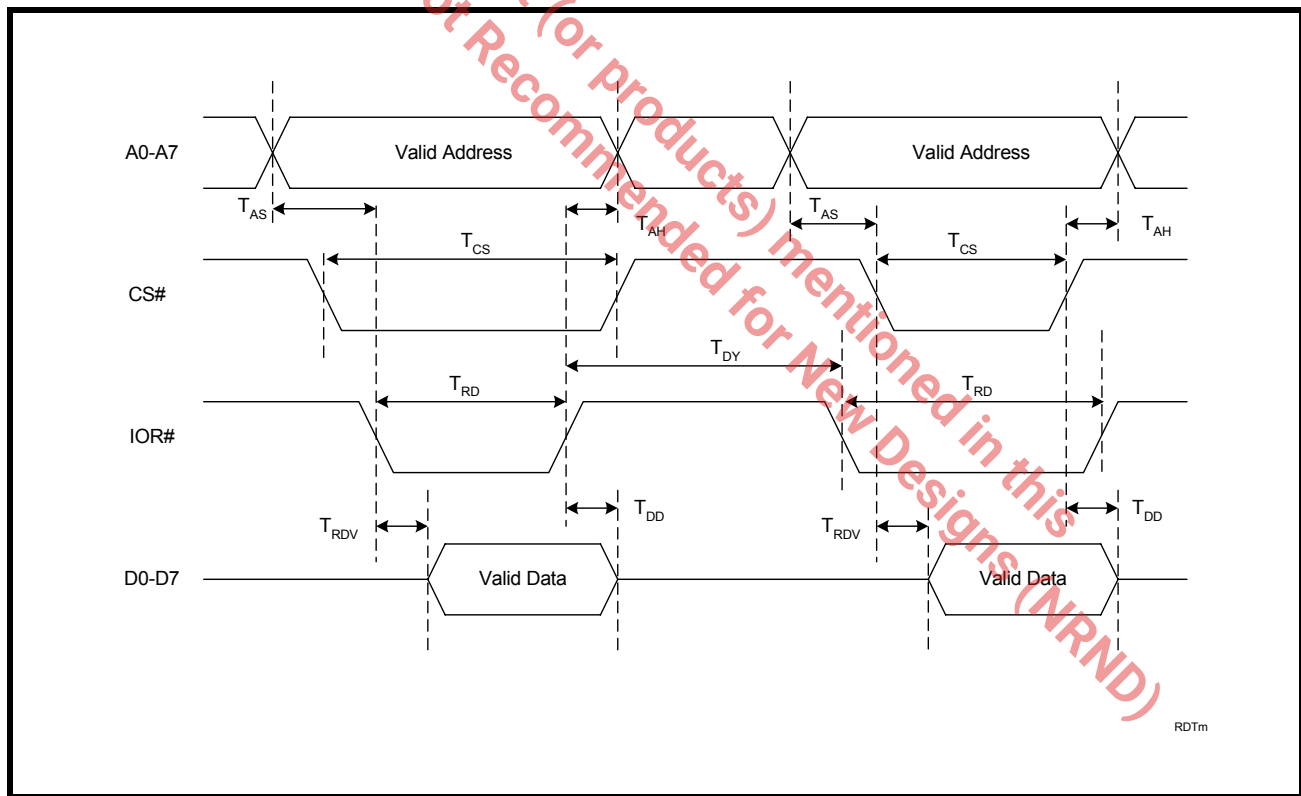 (or products) mentioned in this
ot Recommended for New Designs (NRND)
A0-A7 Valid Address Valid Address
TAS TAH TAS TAH
TCS TCS
CS#
TDY
TRD TRD
IOR#
TRDV TDD TRDV TDD
D0-D7 Valid Data Valid Data
RDTm